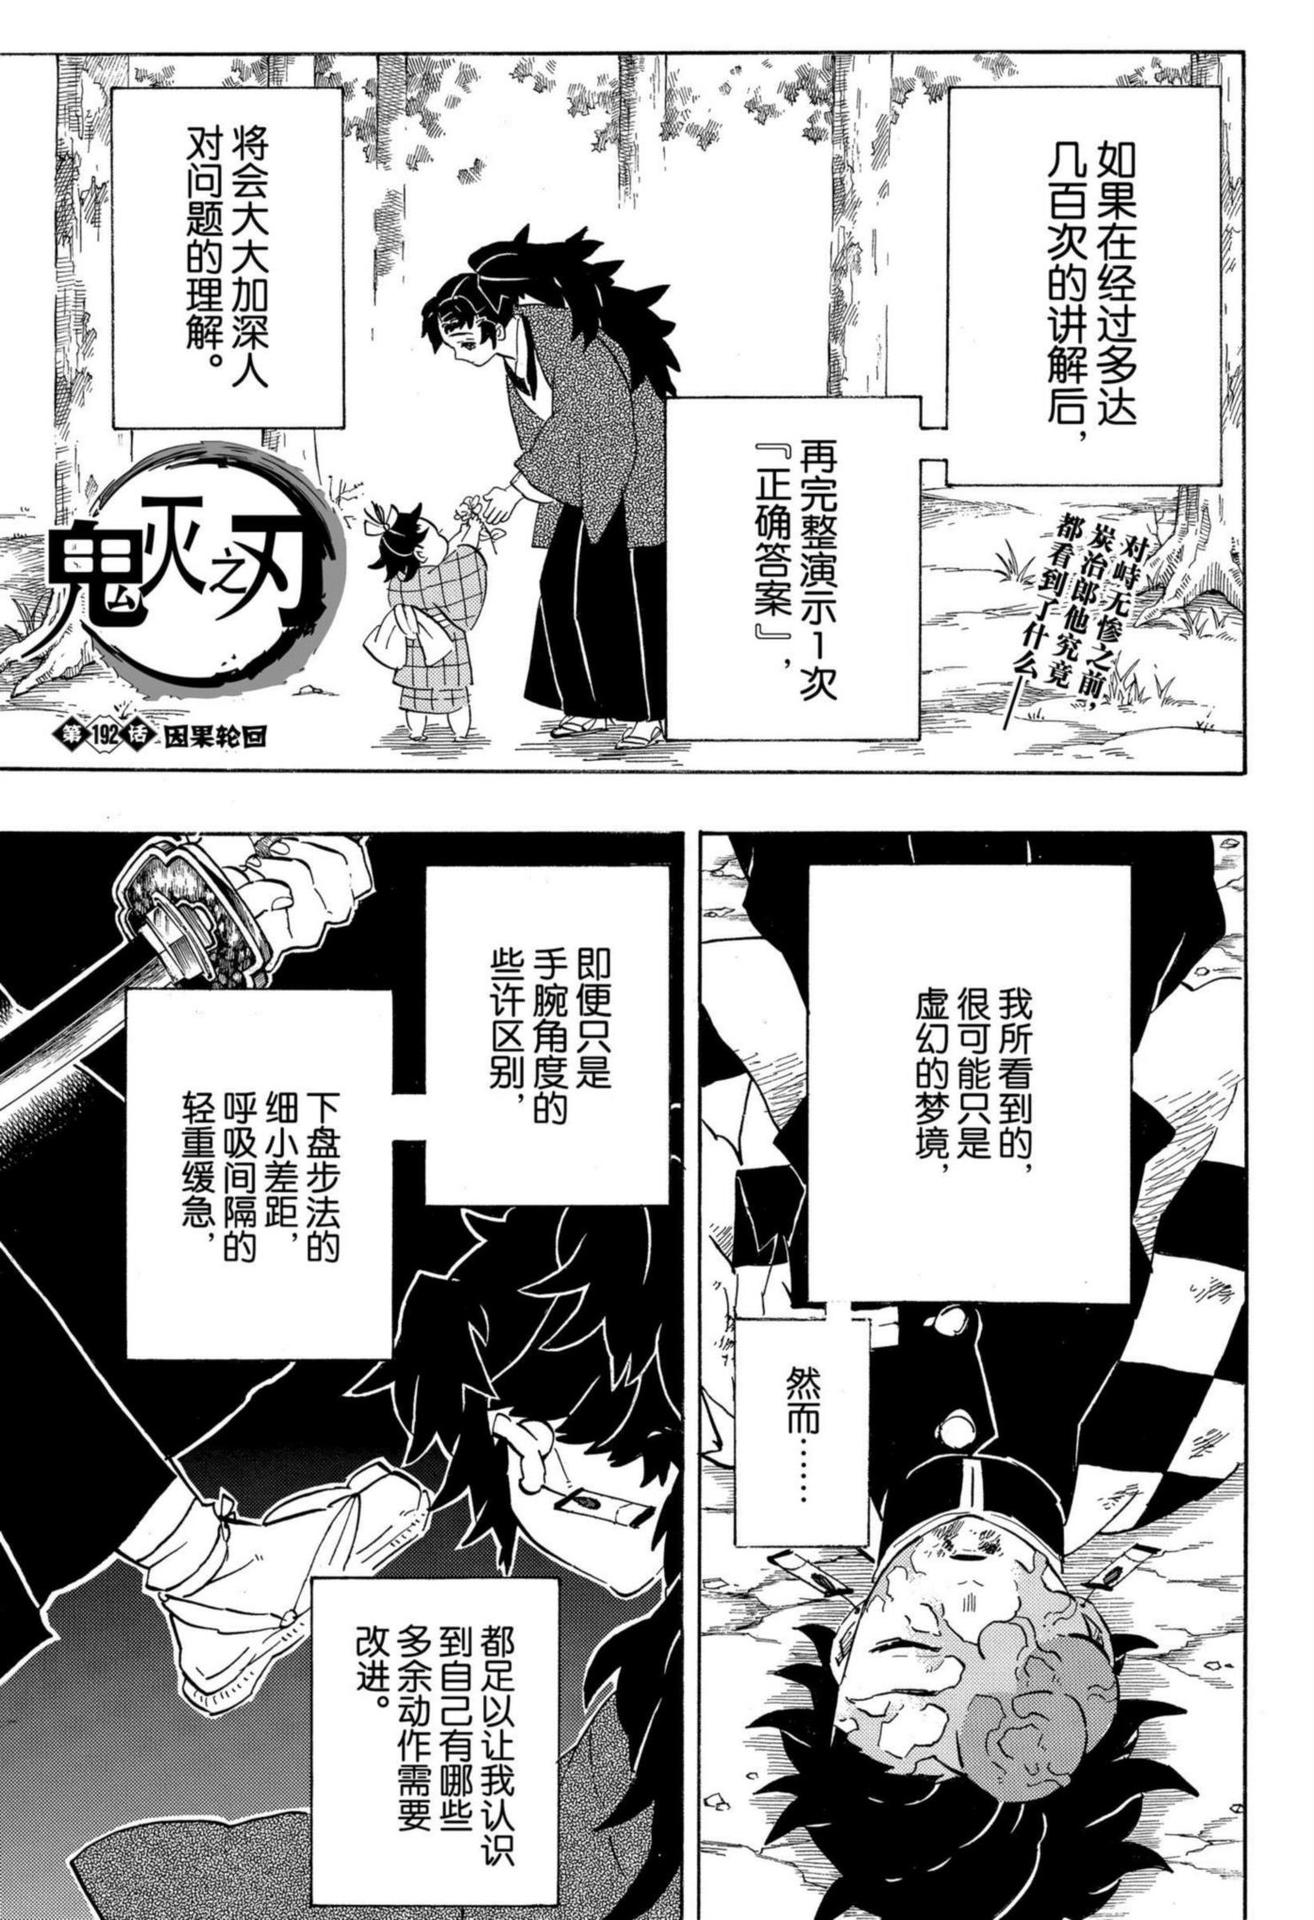 如果在经过多达
几百次的讲解后，
再完整演示1次
『正确答案』，
将会大大加深人
对问题的理解。
对峙无惨之前，
炭治郎他究竟
都看到了什么——
鬼灭之刃
第192话 因果轮回
我所看到的，
很可能只是
虚幻的梦境，
然而……
即便只是
手腕角度的
些许区别，
下盘步法的
细小差距，
呼吸间隔的
轻重缓急，
都足以让我认识
到自己有哪些
多余动作需要
改进。